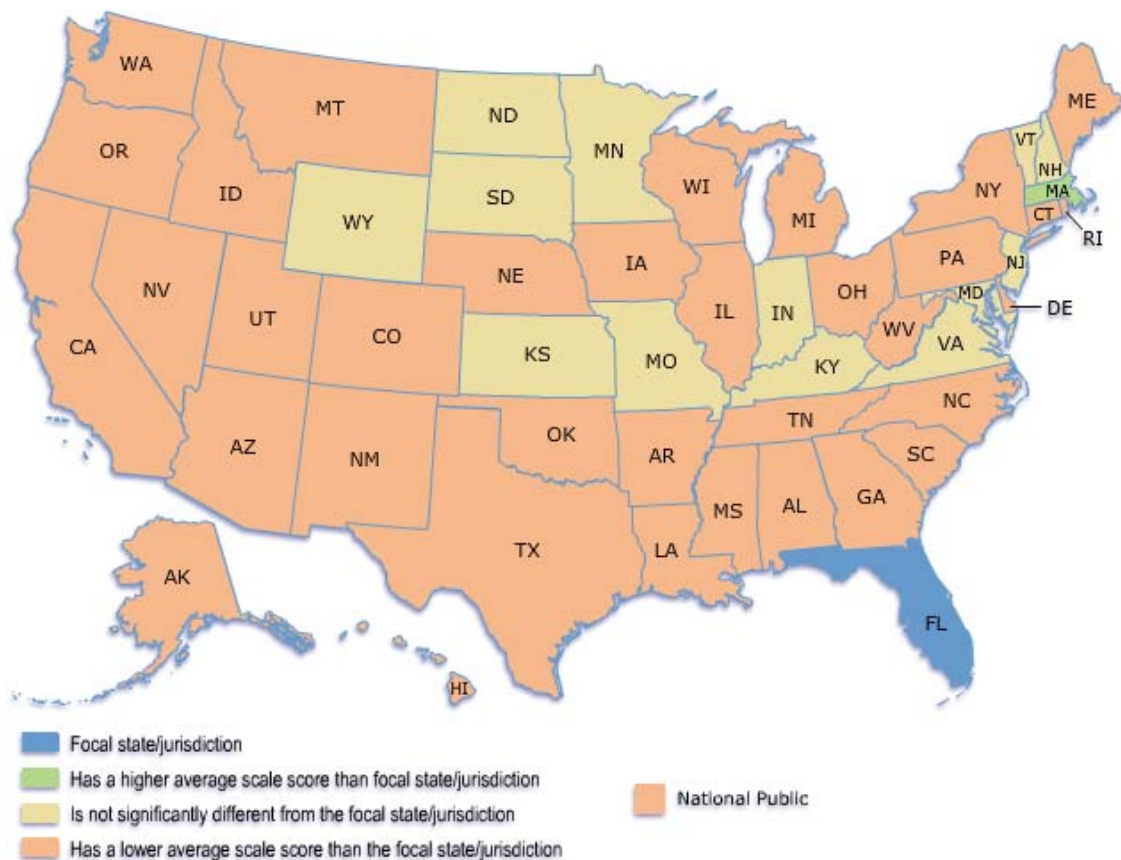 WA
MT
ND
MN
ME
VT
NH
OR
ID
SD
WI
MI
NY
MA
CT
RI
WY
NE
IA
PA
NJ
NV
UT
CO
IL
IN
OH
MD
DE
WV
VA
CA
KS
MO
KY
NC
TN
AZ
NM
OK
AR
SC
MS
AL
GA
TX
LA
AK
HI
FL
Focal state/jurisdiction
Has a higher average scale score than focal state/jurisdiction
Is not significantly different from the focal state/jurisdiction
Has a lower average scale score than the focal state/jurisdiction
National Public